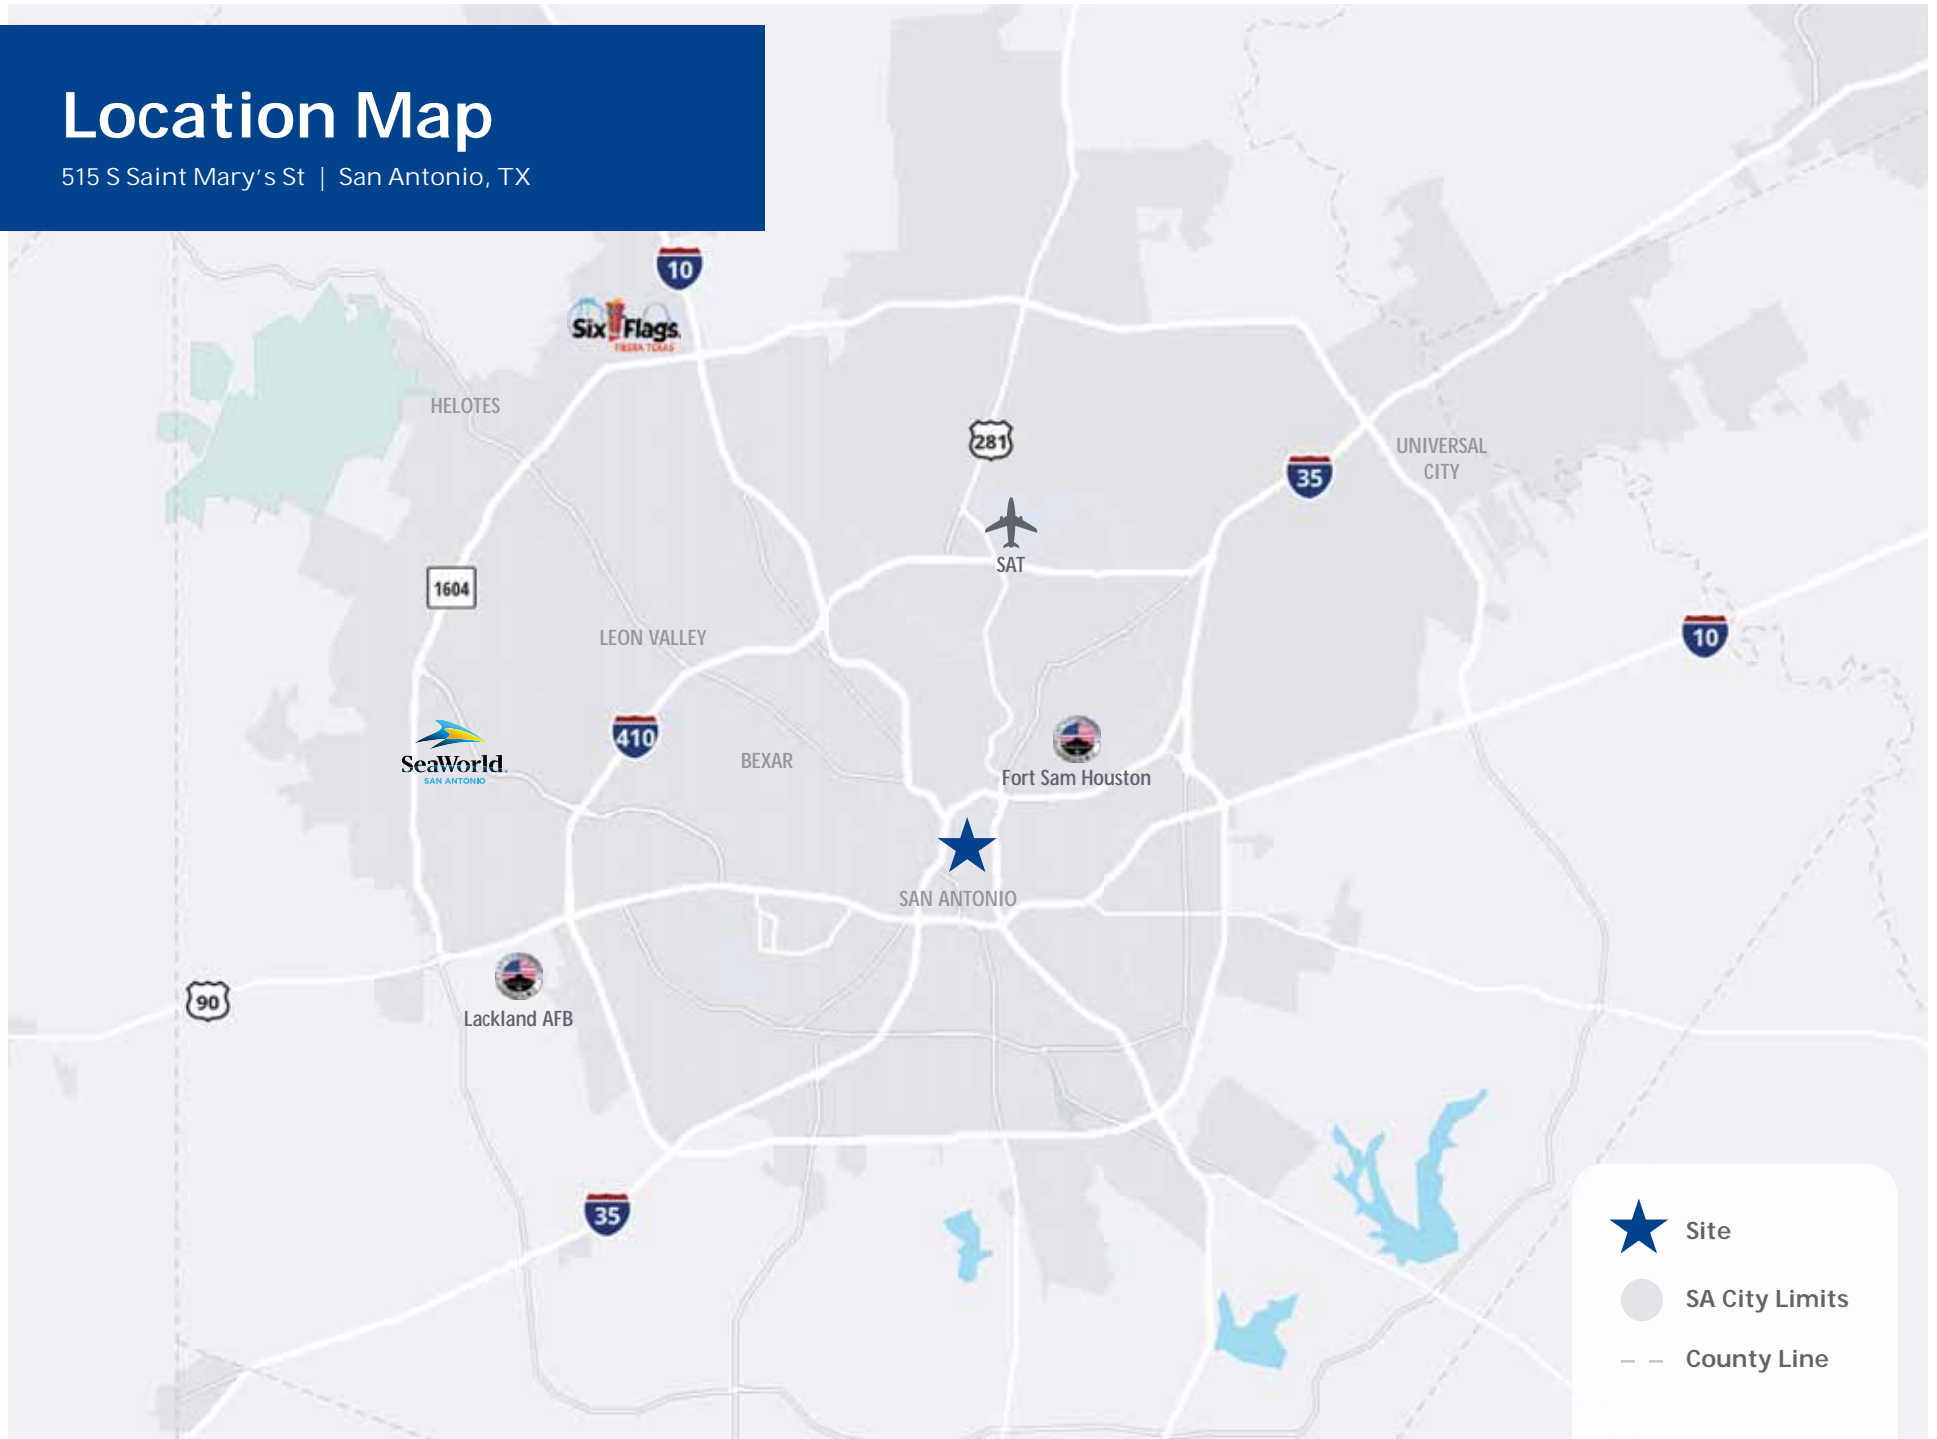 Location Map
515 S Saint Mary's St | San Antonio, TX
10
Six Flags
FIESTA TEXAS
HELOTES
281
UNIVERSAL
CITY
35
SAT
1604
LEON VALLEY
10
410
SeaWorld
SAN ANTONIO
BEXAR
Fort Sam Houston
SAN ANTONIO
90
Lackland AFB
35
Site
SA City Limits
County Line